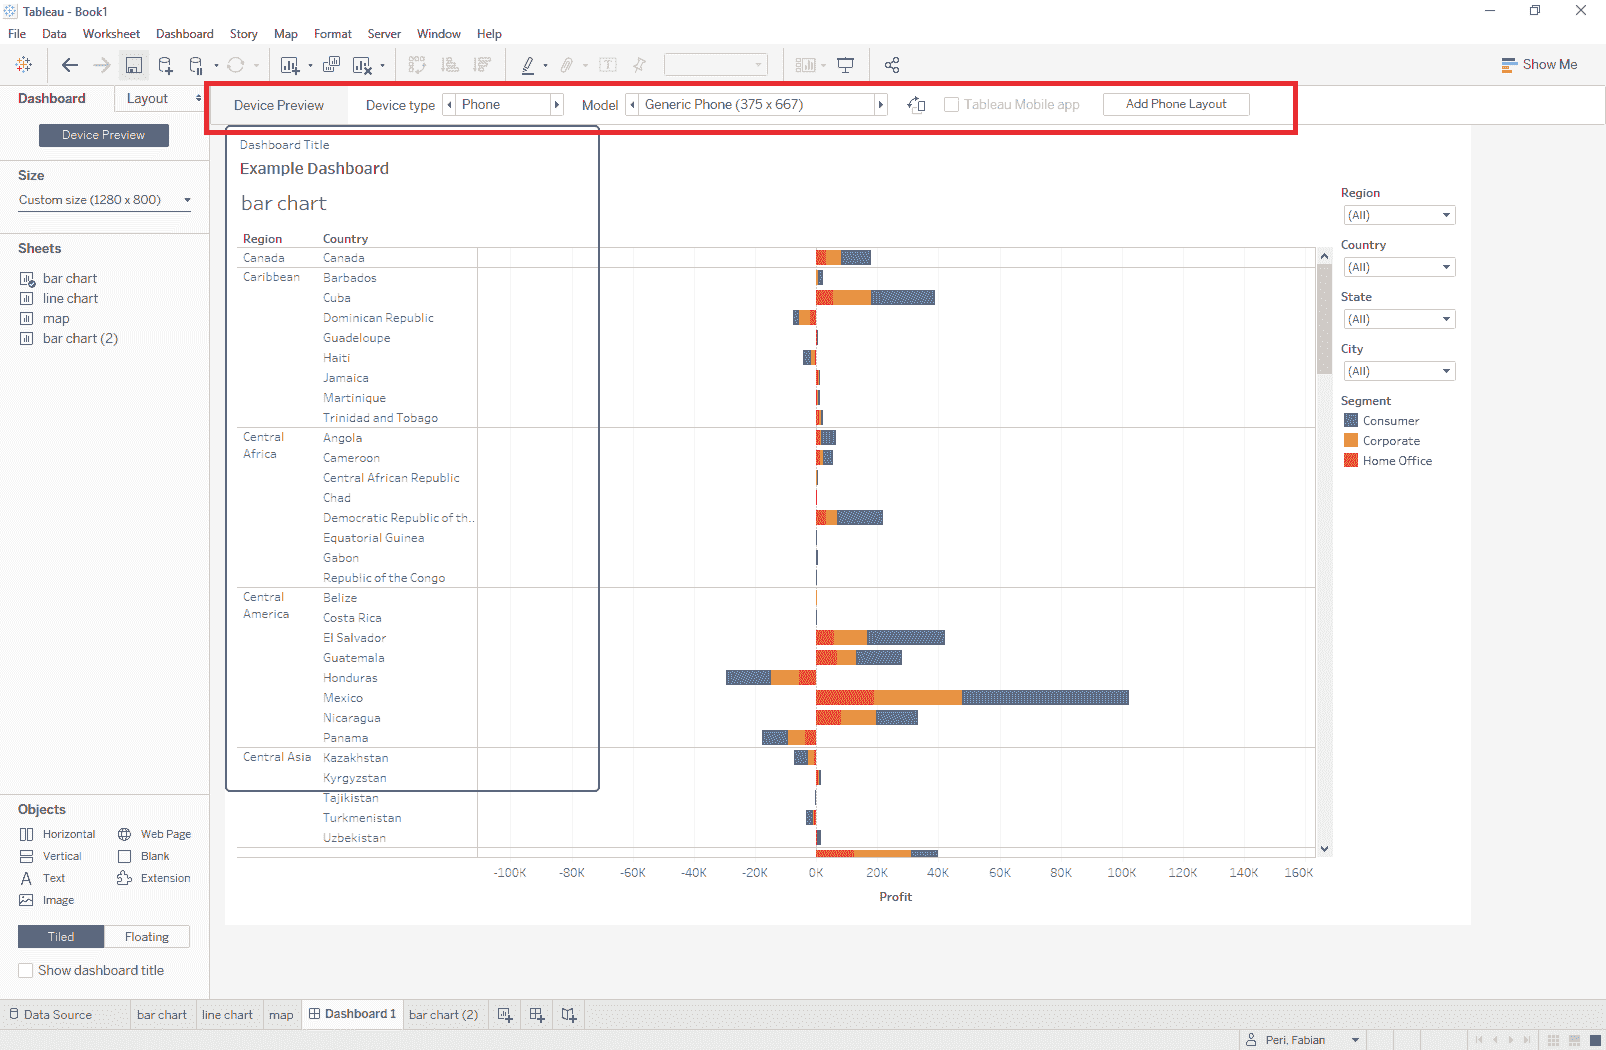 Tableau - Book1
File Data Worksheet Dashboard Story Map Format Server Window Help
Show Me
Dashboard Layout
Device Preview Device type Phone Model Generic Phone (375 x 667) Tableau Mobile app Add Phone Layout
Device Preview
Size
Custom size (1280 x 800)
Sheets
bar chart
line chart
map
bar chart (2)
Objects
Horizontal Web Page
Vertical Blank
Text Extension
Image
Tiled Floating
Show dashboard title
Dashboard Title
Example Dashboard
bar chart
Region Country
Canada Canada
Caribbean Barbados
Cuba
Dominican Republic
Guadeloupe
Haiti
Jamaica
Martinique
Trinidad and Tobago
Central Africa Angola
Cameroon
Central African Republic
Chad
Democratic Republic of th..
Equatorial Guinea
Gabon
Republic of the Congo
Central America Belize
Costa Rica
El Salvador
Guatemala
Honduras
Mexico
Nicaragua
Panama
Central Asia Kazakhstan
Kyrgyzstan
Tajikistan
Turkmenistan
Uzbekistan
-100K -80K -60K -40K -20K 0K 20K 40K 60K 80K 100K 120K 140K 160K
Profit
Region
(All)
Country
(All)
State
(All)
City
(All)
Segment
Consumer
Corporate
Home Office
Data Source bar chart line chart map Dashboard 1 bar chart (2)
Peri, Fabian